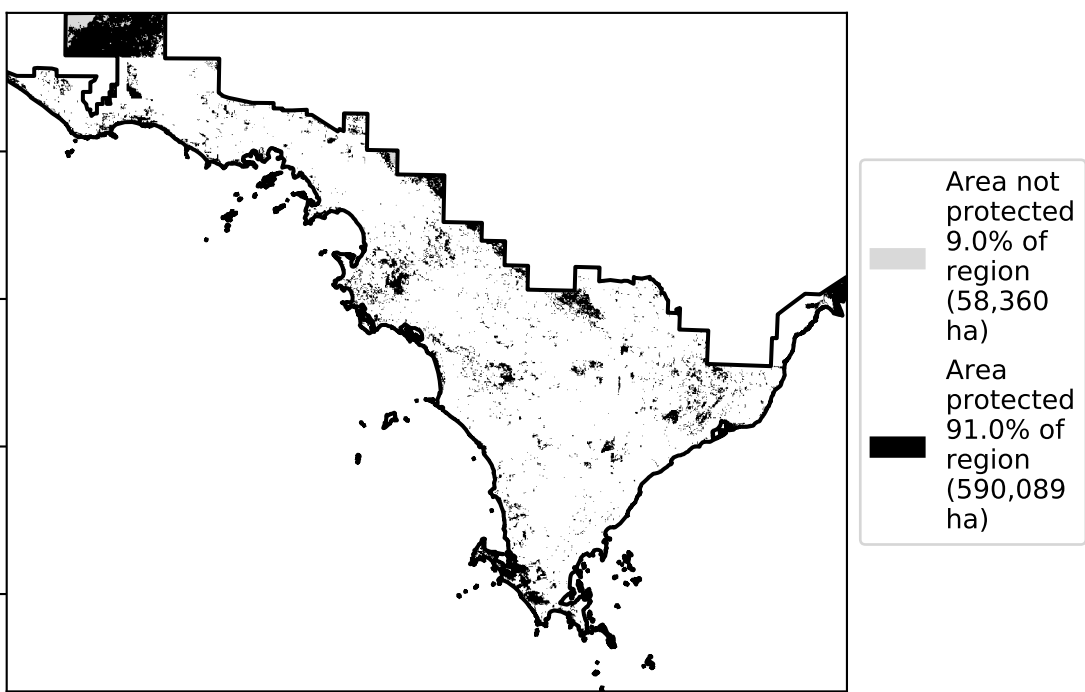 Area not
protected
9.0% of
region
(58,360
ha)
Area
protected
91.0% of
region
(590,089
ha)